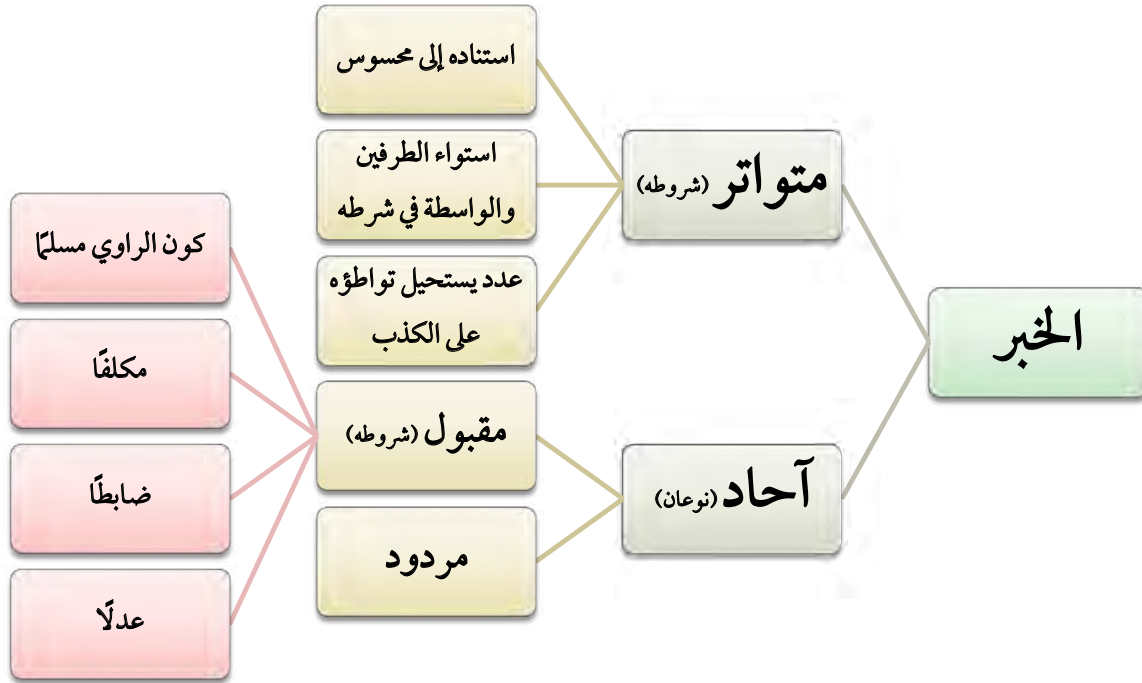 الخبر
متواتر (شروطه)
استناده إلى محسوس
استواء الطرفين
والواسطة في شرطه
عدد يستحيل تواطؤه
على الكذب
آحاد (نوعان)
مقبول (شروطه)
كون الراوي مسلمًا
مكلفًا
ضابطًا
عدلًا
مردود